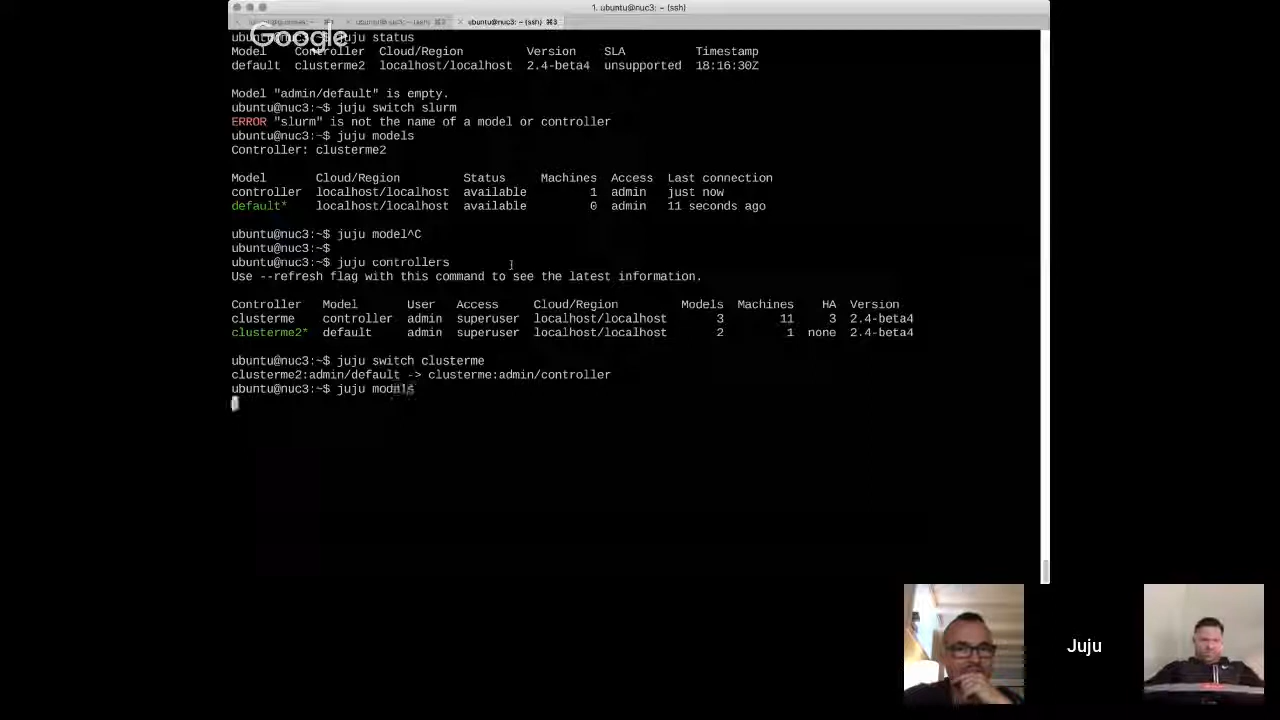 1. ubuntu@nuc3: ~ (ssh)
ubuntu@nuc3: ~ (ssh) ⌘3
Google
ubuntu@nuc3:~$ juju status
Model Controller Cloud/Region Version SLA Timestamp
default clusterme2 localhost/localhost 2.4-beta4 unsupported 18:16:30Z
Model "admin/default" is empty.
ubuntu@nuc3:~$ juju switch slurm
ERROR "slurm" is not the name of a model or controller
ubuntu@nuc3:~$ juju models
Controller: clusterme2
Model Cloud/Region Status Machines Access Last connection
controller localhost/localhost available 1 admin just now
default* localhost/localhost available 0 admin 11 seconds ago
ubuntu@nuc3:~$ juju model^C
ubuntu@nuc3:~$
ubuntu@nuc3:~$ juju controllers
Use --refresh flag with this command to see the latest information.
Controller Model User Access Cloud/Region Models Machines HA Version
clusterme controller admin superuser localhost/localhost 3 11 3 2.4-beta4
clusterme2* default admin superuser localhost/localhost 2 1 none 2.4-beta4
ubuntu@nuc3:~$ juju switch clusterme
clusterme2:admin/default -> clusterme:admin/controller
ubuntu@nuc3:~$ juju models
Juju